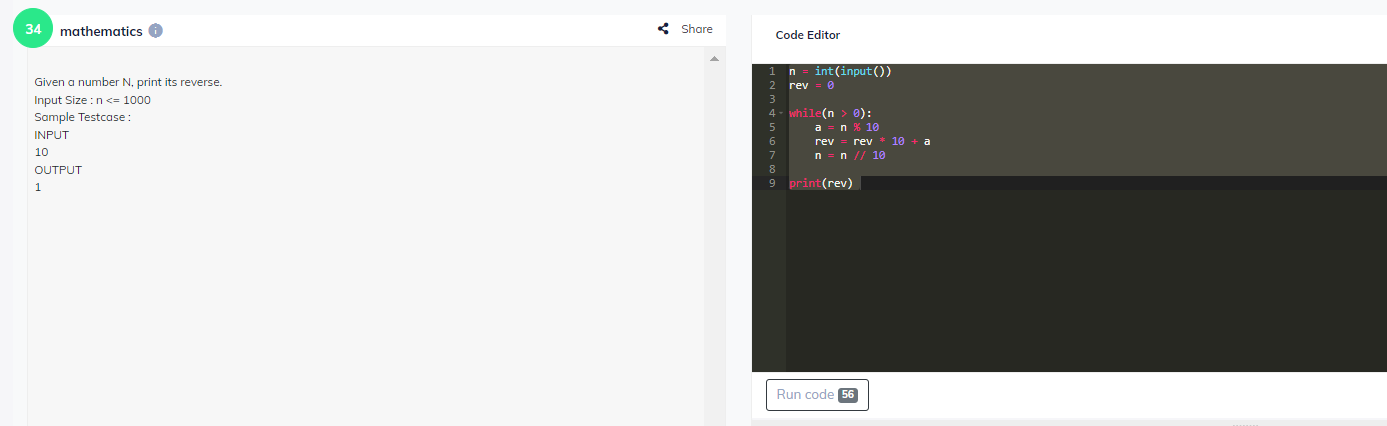 34 mathematics i Share
Given a number N, print its reverse.
Input Size : n <= 1000
Sample Testcase :
INPUT
10
OUTPUT
1
Code Editor
1 n = int(input())
2 rev = 0
3
4 while(n > 0):
5 a = n % 10
6 rev = rev * 10 + a
7 n = n // 10
8
9 print(rev)
Run code 56